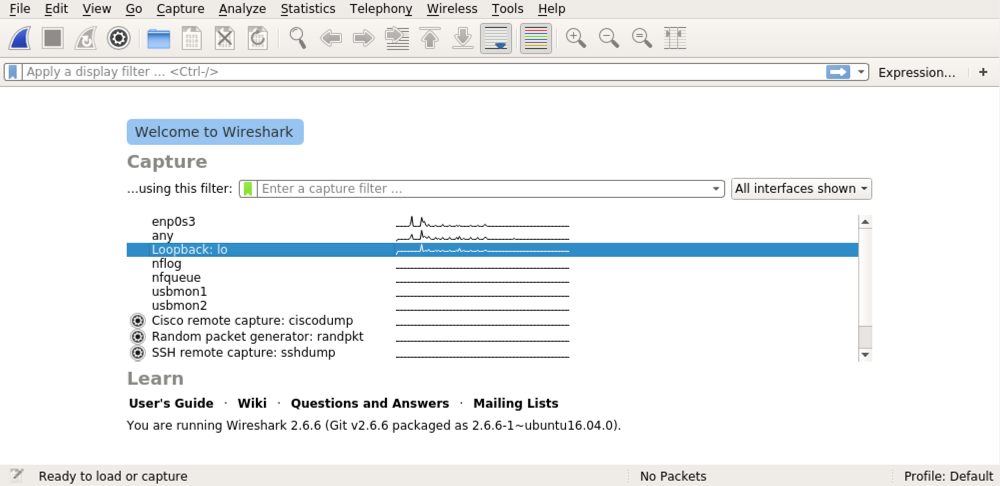 File Edit View Go Capture Analyze Statistics Telephony Wireless Tools Help
Apply a display filter ... <Ctrl-/> Expression... +
Welcome to Wireshark
Capture
...using this filter: Enter a capture filter ... All interfaces shown
enp0s3
any
Loopback: lo
nflog
nfqueue
usbmon1
usbmon2
Cisco remote capture: ciscodump
Random packet generator: randpkt
SSH remote capture: sshdump
Learn
User's Guide · Wiki · Questions and Answers · Mailing Lists
You are running Wireshark 2.6.6 (Git v2.6.6 packaged as 2.6.6-1~ubuntu16.04.0).
Ready to load or capture No Packets Profile: Default